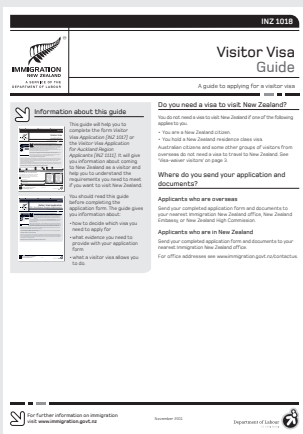 INZ 1018
IMMIGRATION
NEW ZEALAND
A SERVICE OF THE
DEPARTMENT OF LABOUR
Visitor Visa
Guide
A guide to applying for a visitor visa
Information about this guide
This guide will help you to
complete the form Visitor
Visa Application (INZ 1017) or
the Visitor Visa Application
for Auckland Region
Applicants (INZ 1111). It will give
you information about coming
to New Zealand as a visitor and
help you to understand the
requirements you need to meet
if you want to visit New Zealand.
You should read this guide
before completing the
application form. The guide gives
you information about:
• how to decide which visa you
need to apply for
• what evidence you need to
provide with your application
form
• what a visitor visa allows you
to do.
Do you need a visa to visit New Zealand?
You do not need a visa to visit New Zealand if one of the following
applies to you.
• You are a New Zealand citizen.
• You hold a New Zealand residence class visa.
Australian citizens and some other groups of visitors from
overseas do not need a visa to travel to New Zealand. See
'Visa-waiver visitors' on page 3.
Where do you send your application and
documents?
Applicants who are overseas
Send your completed application form and documents to
your nearest Immigration New Zealand office, New Zealand
Embassy, or New Zealand High Commission.
Applicants who are in New Zealand
Send your completed application form and documents to your
nearest Immigration New Zealand office.
For office addresses see www.immigration.govt.nz/contactus.
For further information on immigration
visit www.immigration.govt.nz
November 2011
Department of Labour